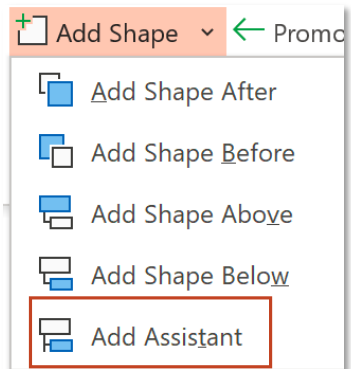 Add Shape Promo
Add Shape After
Add Shape Before
Add Shape Above
Add Shape Below
Add Assistant